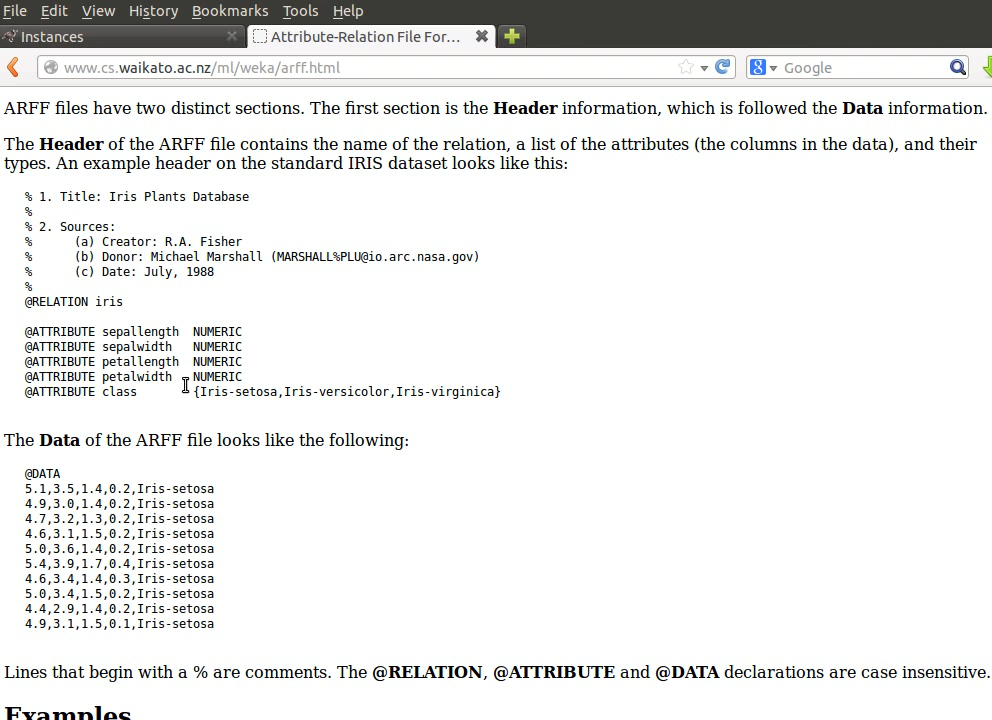 File Edit View History Bookmarks Tools Help
Instances Attribute-Relation File For...
www.cs.waikato.ac.nz/ml/weka/arff.html Google
ARFF files have two distinct sections. The first section is the Header information, which is followed the Data information.
The Header of the ARFF file contains the name of the relation, a list of the attributes (the columns in the data), and their
types. An example header on the standard IRIS dataset looks like this:
% 1. Title: Iris Plants Database
%
% 2. Sources:
%      (a) Creator: R.A. Fisher
%      (b) Donor: Michael Marshall (MARSHALL%PLU@io.arc.nasa.gov)
%      (c) Date: July, 1988
%
@RELATION iris
@ATTRIBUTE sepallength  NUMERIC
@ATTRIBUTE sepalwidth   NUMERIC
@ATTRIBUTE petallength  NUMERIC
@ATTRIBUTE petalwidth   NUMERIC
@ATTRIBUTE class        {Iris-setosa,Iris-versicolor,Iris-virginica}
The Data of the ARFF file looks like the following:
@DATA
5.1,3.5,1.4,0.2,Iris-setosa
4.9,3.0,1.4,0.2,Iris-setosa
4.7,3.2,1.3,0.2,Iris-setosa
4.6,3.1,1.5,0.2,Iris-setosa
5.0,3.6,1.4,0.2,Iris-setosa
5.4,3.9,1.7,0.4,Iris-setosa
4.6,3.4,1.4,0.3,Iris-setosa
5.0,3.4,1.5,0.2,Iris-setosa
4.4,2.9,1.4,0.2,Iris-setosa
4.9,3.1,1.5,0.1,Iris-setosa
Lines that begin with a % are comments. The @RELATION, @ATTRIBUTE and @DATA declarations are case insensitive.
Examples